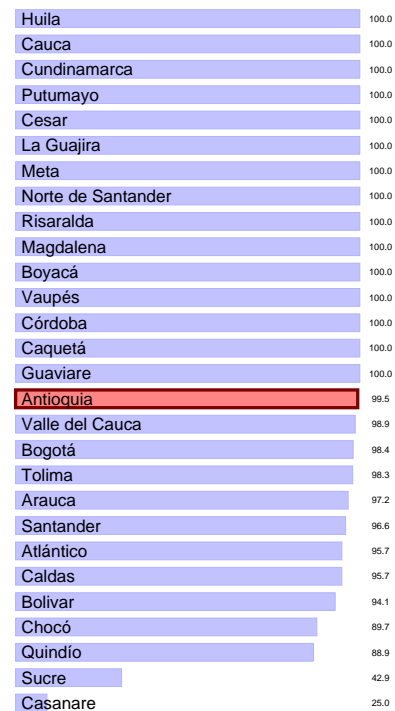 Huila 100.0
Cauca 100.0
Cundinamarca 100.0
Putumayo 100.0
Cesar 100.0
La Guajira 100.0
Meta 100.0
Norte de Santander 100.0
Risaralda 100.0
Magdalena 100.0
Boyacá 100.0
Vaupés 100.0
Córdoba 100.0
Caquetá 100.0
Guaviare 100.0
Antioquia 99.5
Valle del Cauca 98.9
Bogotá 98.4
Tolima 98.3
Arauca 97.2
Santander 96.6
Atlántico 95.7
Caldas 95.7
Bolivar 94.1
Chocó 89.7
Quindío 88.9
Sucre 42.9
Casanare 25.0